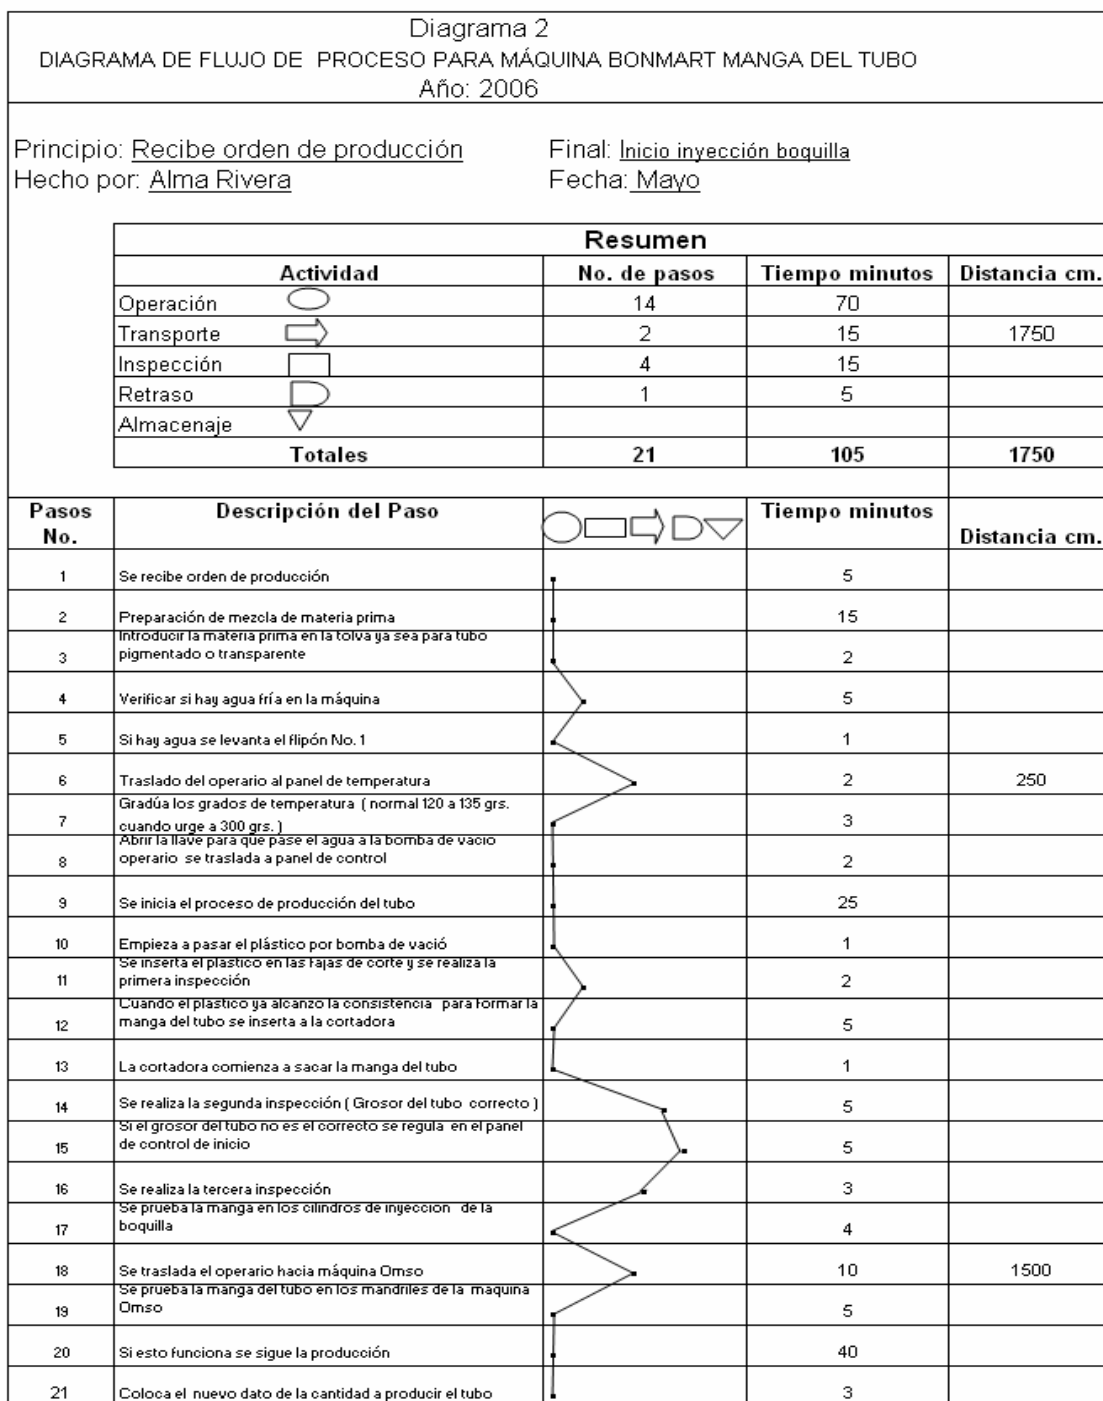 Diagrama 2
DIAGRAMA DE FLUJO DE PROCESO PARA MÁQUINA BONMART MANGA DEL TUBO
Año: 2006
Principio: Recibe orden de producción Final: Inicio inyección boquilla
Hecho por: Alma Rivera Fecha: Mayo
Resumen
Actividad No. de pasos Tiempo minutos Distancia cm.
Operación 14 70
Transporte 2 15 1750
Inspección 4 15
Retraso 1 5
Almacenaje
Totales 21 105 1750
Pasos No. Descripción del Paso Tiempo minutos Distancia cm.
1 Se recibe orden de producción 5
2 Preparación de mezcla de materia prima 15
3 Introducir la materia prima en la tolva ya sea para tubo
pigmentado o transparente 2
4 Verificar si hay agua fría en la máquina 5
5 Si hay agua se levanta el flipón No. 1 1
6 Traslado del operario al panel de temperatura 2 250
7 Gradúa los grados de temperatura ( normal 120 a 135 grs.
cuando urge a 300 grs. ) 3
8 Abrir la llave para que pase el agua a la bomba de vacio
operario se traslada a panel de control 2
9 Se inicia el proceso de producción del tubo 25
10 Empieza a pasar el plástico por bomba de vació 1
11 Se inserta el plastico en las fajas de corte y se realiza la
primera inspección 2
12 Cuando el plastico ya alcanzo la consistencia para formar la
manga del tubo se inserta a la cortadora 5
13 La cortadora comienza a sacar la manga del tubo 1
14 Se realiza la segunda inspección ( Grosor del tubo correcto ) 5
15 Si el grosor del tubo no es el correcto se regula en el panel
de control de inicio 5
16 Se realiza la tercera inspección 3
17 Se prueba la manga en los cilindros de inyección de la
boquilla 4
18 Se traslada el operario hacia máquina Omso 10 1500
19 Se prueba la manga del tubo en los mandriles de la maquina
Omso 5
20 Si esto funciona se sigue la producción 40
21 Coloca el nuevo dato de la cantidad a producir el tubo 3